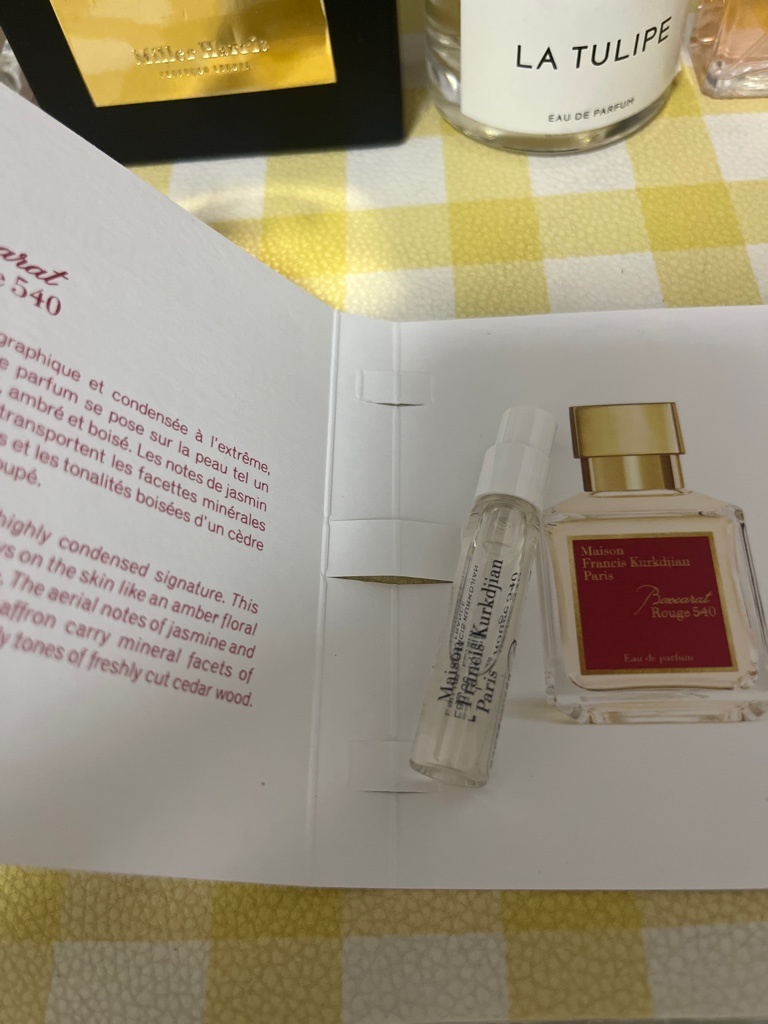 Miller Harris
LA TULIPE
EAU DE PARFUM
540
graphique et condensée à l'extrême,
parfum se pose sur la peau tel un
ambré et boisé. Les notes de jasmin
transportent les facettes minérales
et les tonalités boisées d'un cèdre
highly condensed signature. This
on the skin like an amber floral
The aerial notes of jasmine and
saffron carry mineral facets of
tones of freshly cut cedar wood.
Maison
Francis Kurkdjian
Paris
Maison
Francis Kurkdjian
Paris
Baccarat
Rouge 540
Eau de parfum